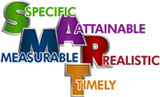 SPECIFIC
ATTAINABLE
MEASURABLE
REALISTIC
TIMELY